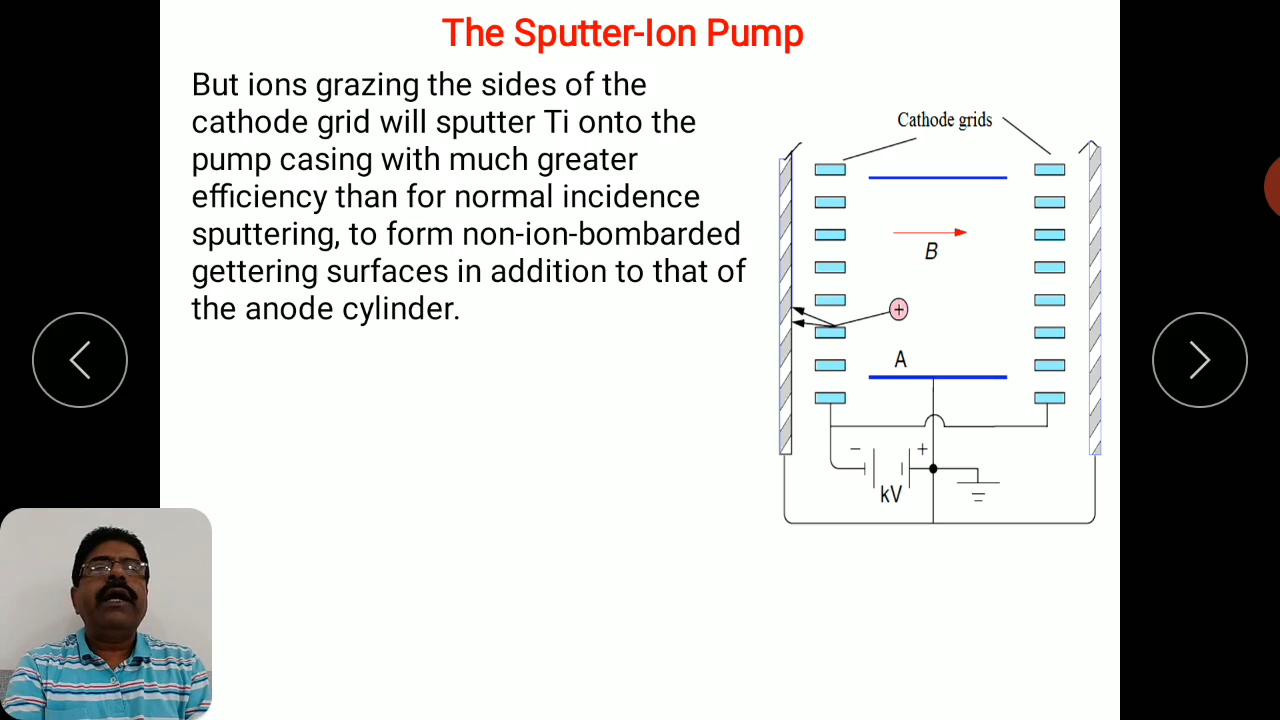 The Sputter-Ion Pump
But ions grazing the sides of the
cathode grid will sputter Ti onto the
pump casing with much greater
efficiency than for normal incidence
sputtering, to form non-ion-bombarded
gettering surfaces in addition to that of
the anode cylinder.
Cathode grids
B
+
A
− +
kV